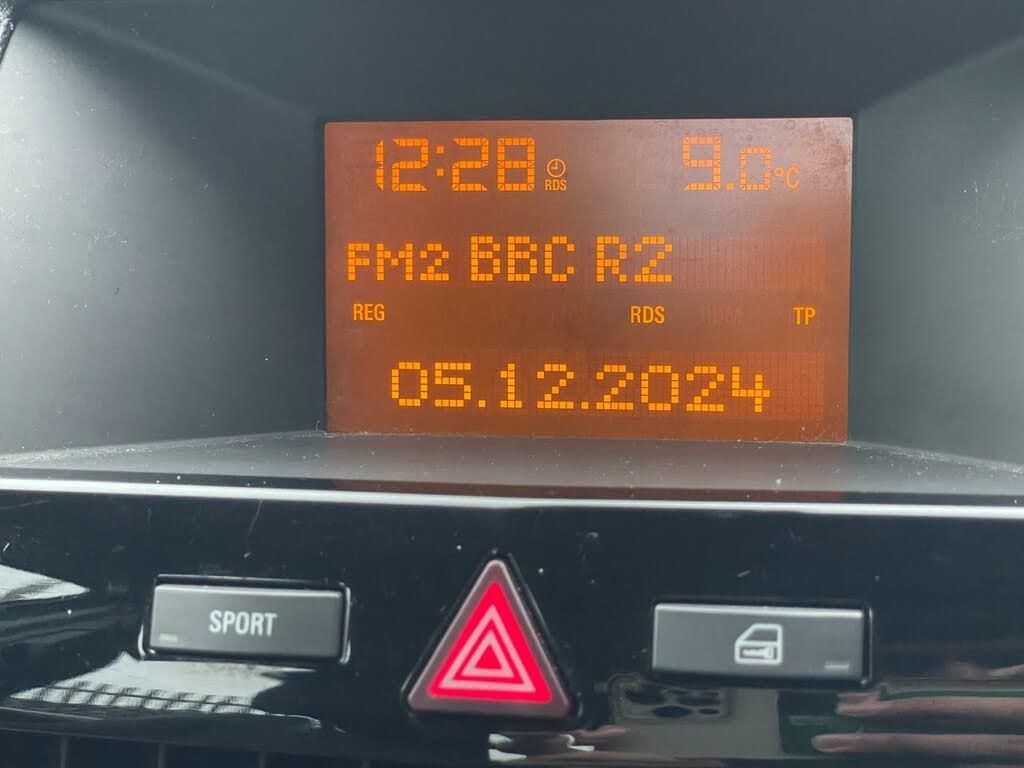 12:28 RDS 9.0°C
FM2 BBC R2
REG RDS TP
05.12.2024
SPORT